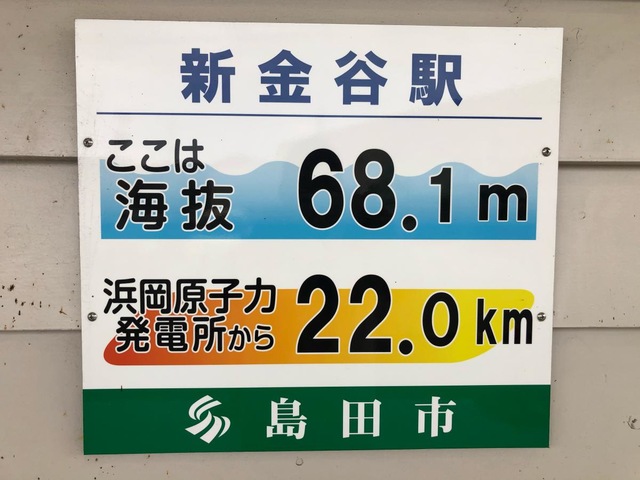 新金谷駅
ここは
海抜 68.1m
浜岡原子力
発電所から 22.0km
島田市